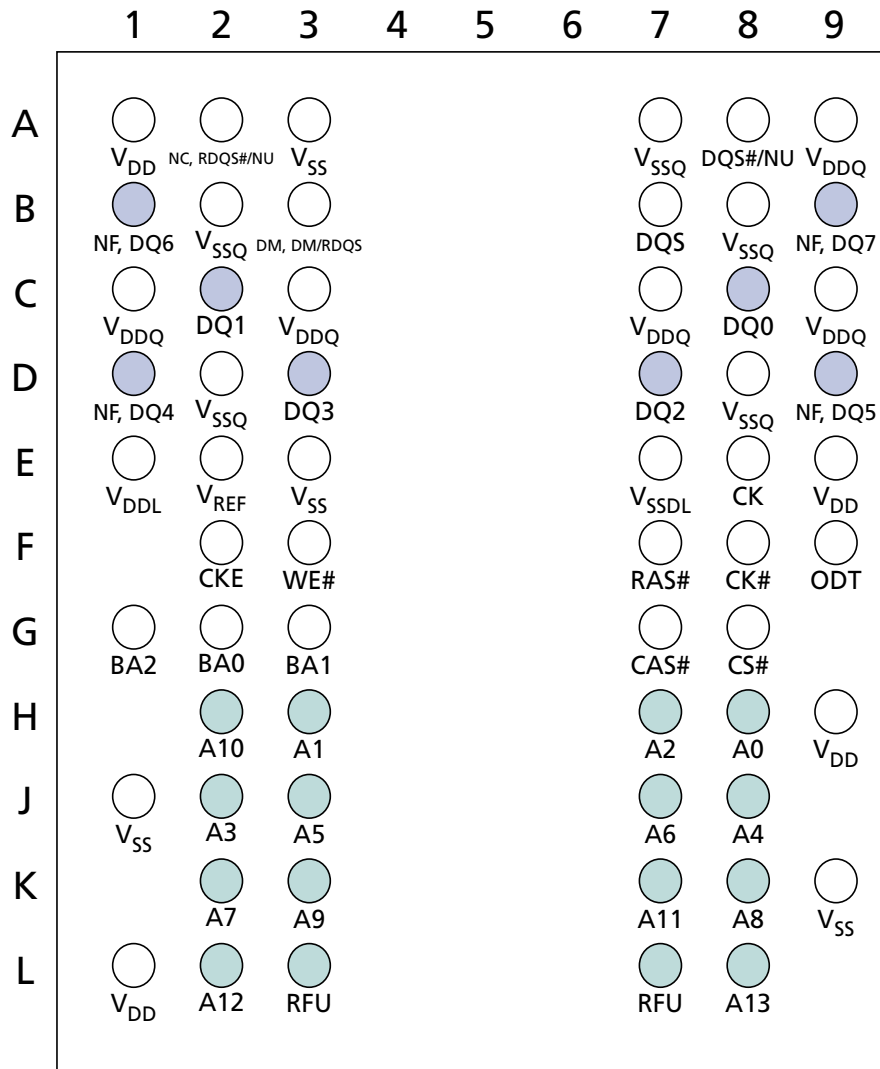 1 2 3 4 5 6 7 8 9
A
VDD NC, RDQS#/NU VSS VSSQ DQS#/NU VDDQ
B
NF, DQ6 VSSQ DM, DM/RDQS DQS VSSQ NF, DQ7
C
VDDQ DQ1 VDDQ VDDQ DQ0 VDDQ
D
NF, DQ4 VSSQ DQ3 DQ2 VSSQ NF, DQ5
E
VDDL VREF VSS VSSDL CK VDD
F
CKE WE# RAS# CK# ODT
G
BA2 BA0 BA1 CAS# CS#
H
A10 A1 A2 A0 VDD
J
VSS A3 A5 A6 A4
K
A7 A9 A11 A8 VSS
L
VDD A12 RFU RFU A13